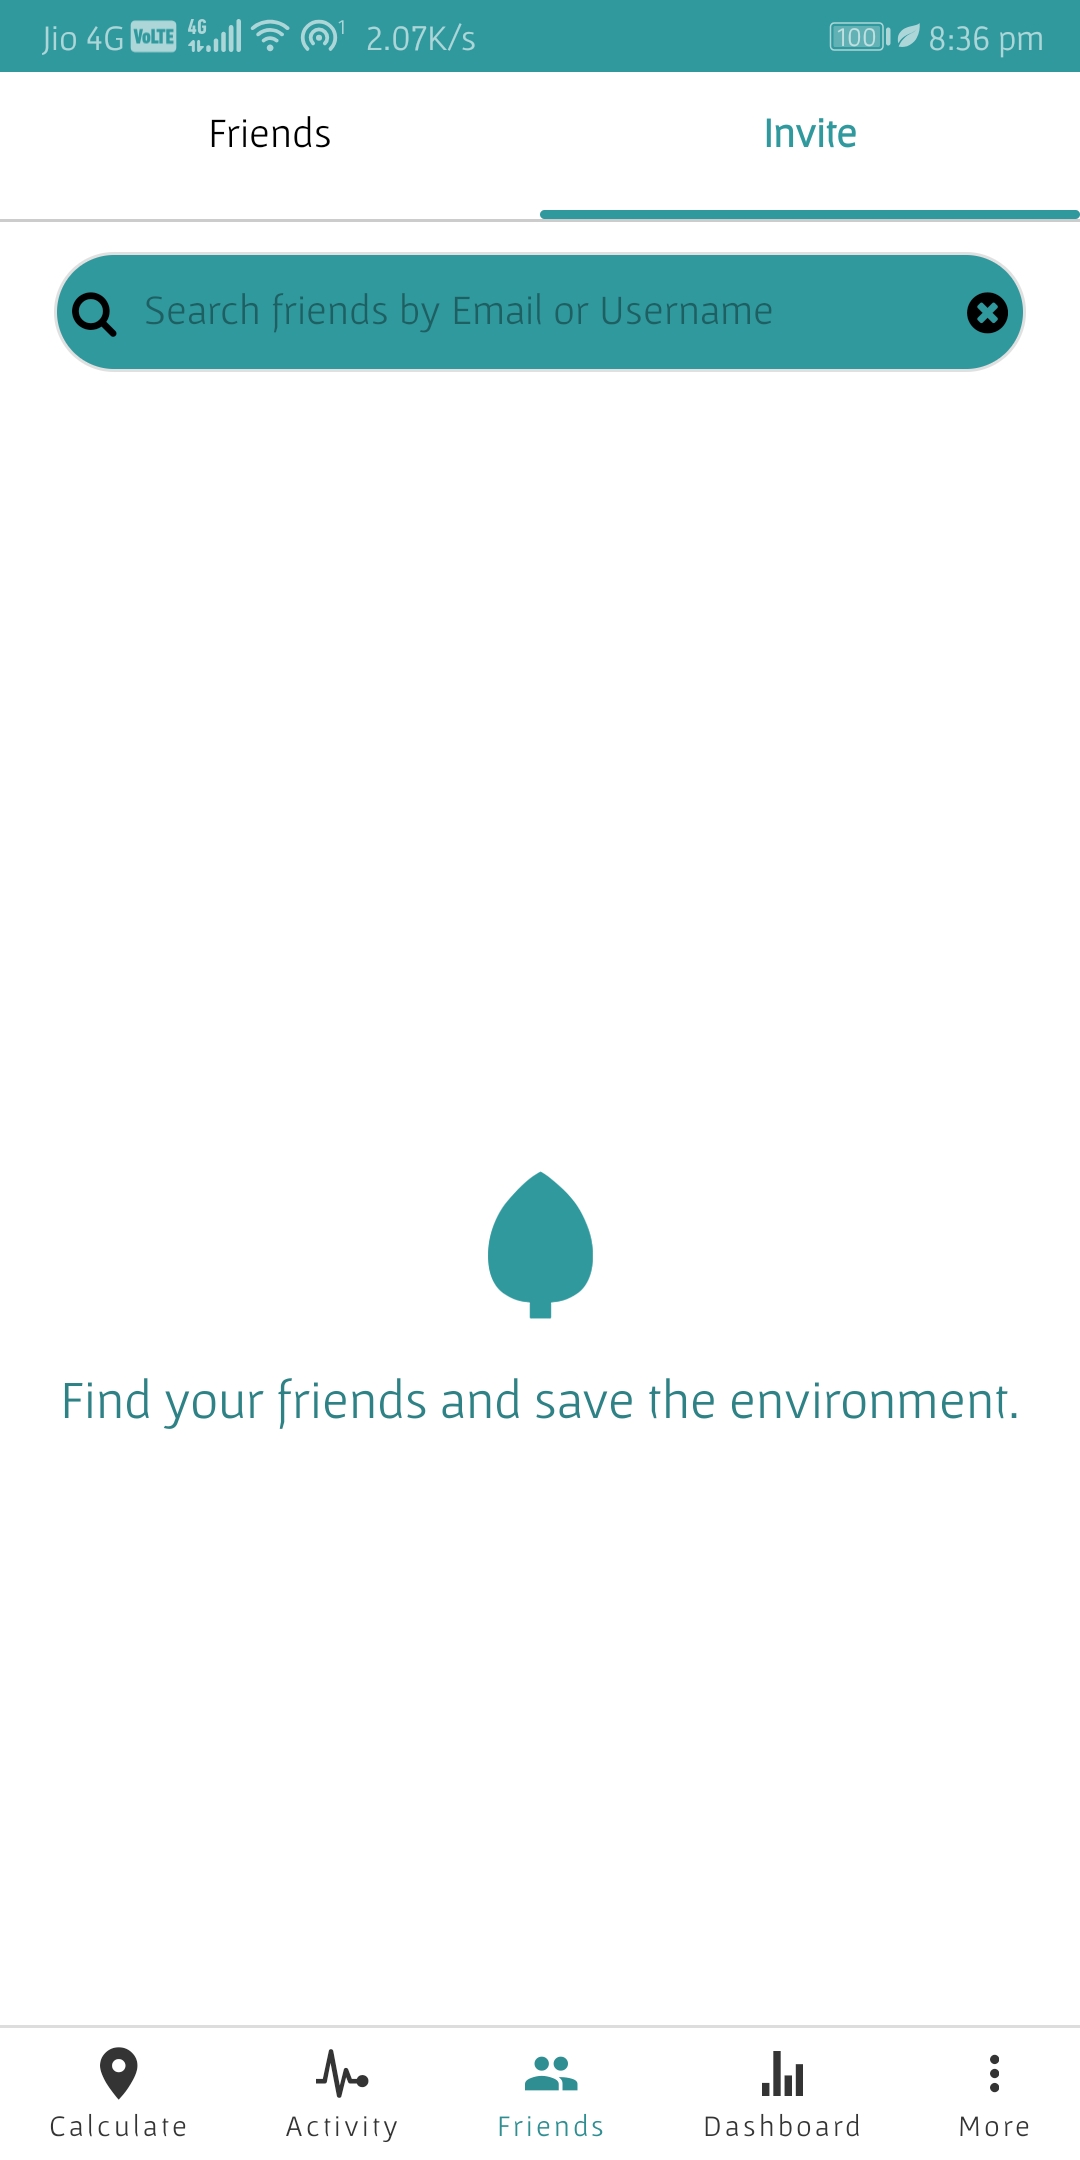 Jio 4G VoLTE 4G 1 2.07K/s 100 8:36 pm
Friends Invite
Search friends by Email or Username
Find your friends and save the environment.
Calculate Activity Friends Dashboard More